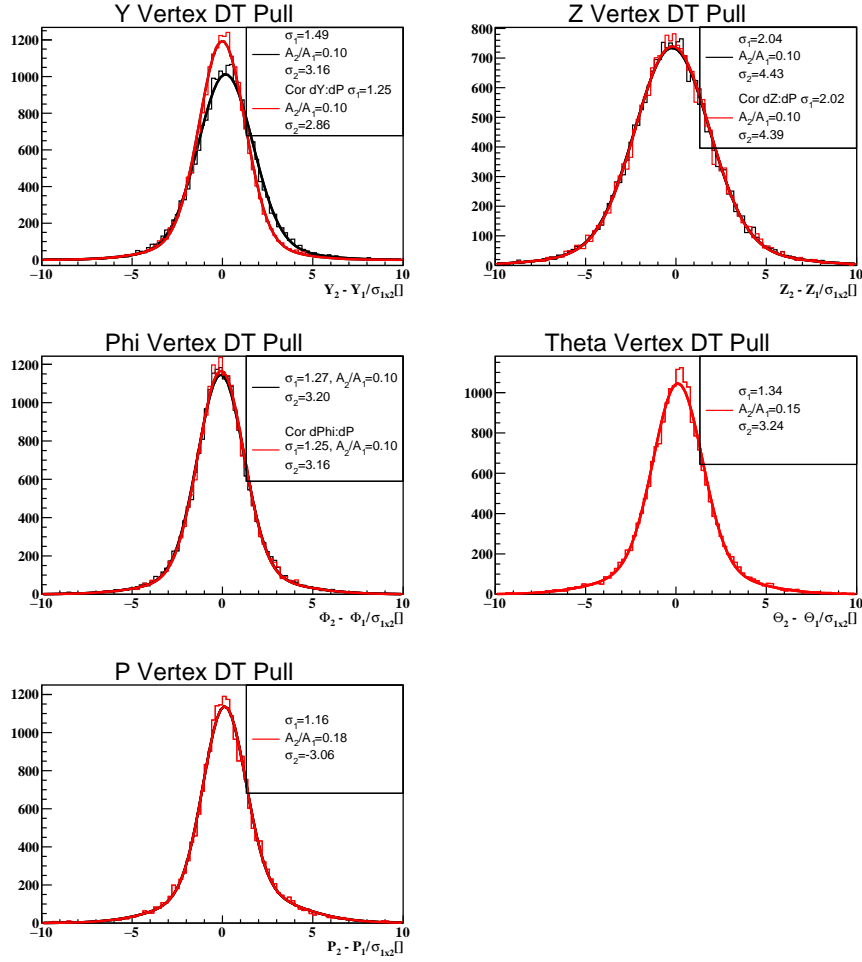 Y Vertex DT Pull
1200
1000
800
600
400
200
0
σ1=1.49
A2/A1=0.10
σ2=3.16
Cor dY:dP σ1=1.25
A2/A1=0.10
σ2=2.86
−10 −5 0 5 10
Y2 - Y1/σ1x2[]
Z Vertex DT Pull
800
700
600
500
400
300
200
100
0
σ1=2.04
A2/A1=0.10
σ2=4.43
Cor dZ:dP σ1=2.02
A2/A1=0.10
σ2=4.39
−10 −5 0 5 10
Z2 - Z1/σ1x2[]
Phi Vertex DT Pull
1200
1000
800
600
400
200
0
σ1=1.27, A2/A1=0.10
σ2=3.20
Cor dPhi:dP
σ1=1.25, A2/A1=0.10
σ2=3.16
−10 −5 0 5 10
Φ2 - Φ1/σ1x2[]
Theta Vertex DT Pull
1000
800
600
400
200
0
σ1=1.34
A2/A1=0.15
σ2=3.24
−10 −5 0 5 10
Θ2 - Θ1/σ1x2[]
P Vertex DT Pull
1200
1000
800
600
400
200
0
σ1=1.16
A2/A1=0.18
σ2=-3.06
−10 −5 0 5 10
P2 - P1/σ1x2[]